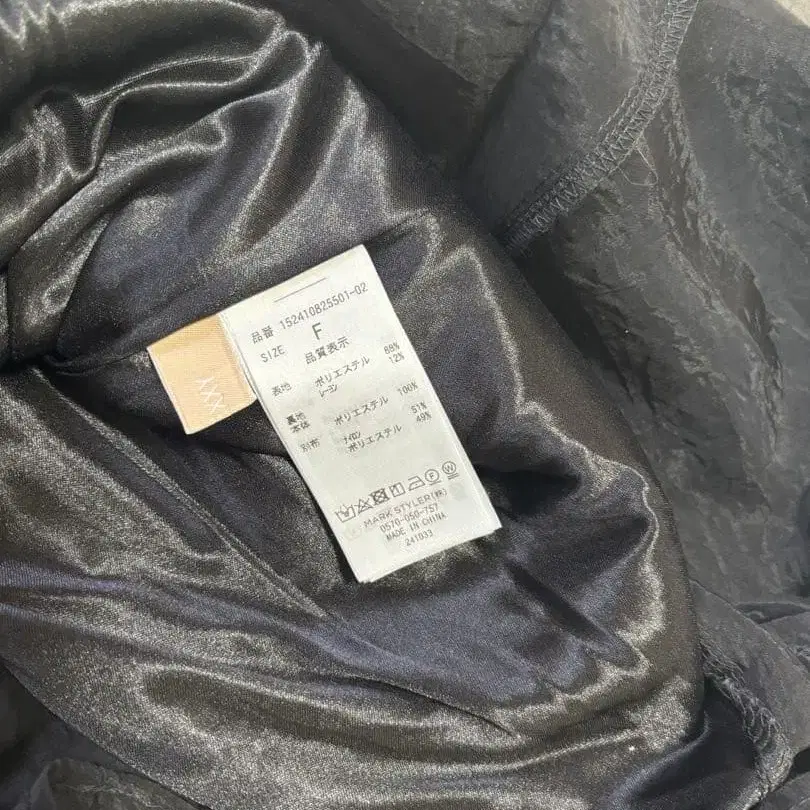 品番 152410825501-02
SIZE F
品質表示
表地 ポリエステル 88%
レーヨン 12%
裏地
本体 ポリエステル 100%
別布 ナイロン 51%
ポリエステル 49%
MARK STYLER(株)
0570-050-757
MADE IN CHINA
241033
XXX